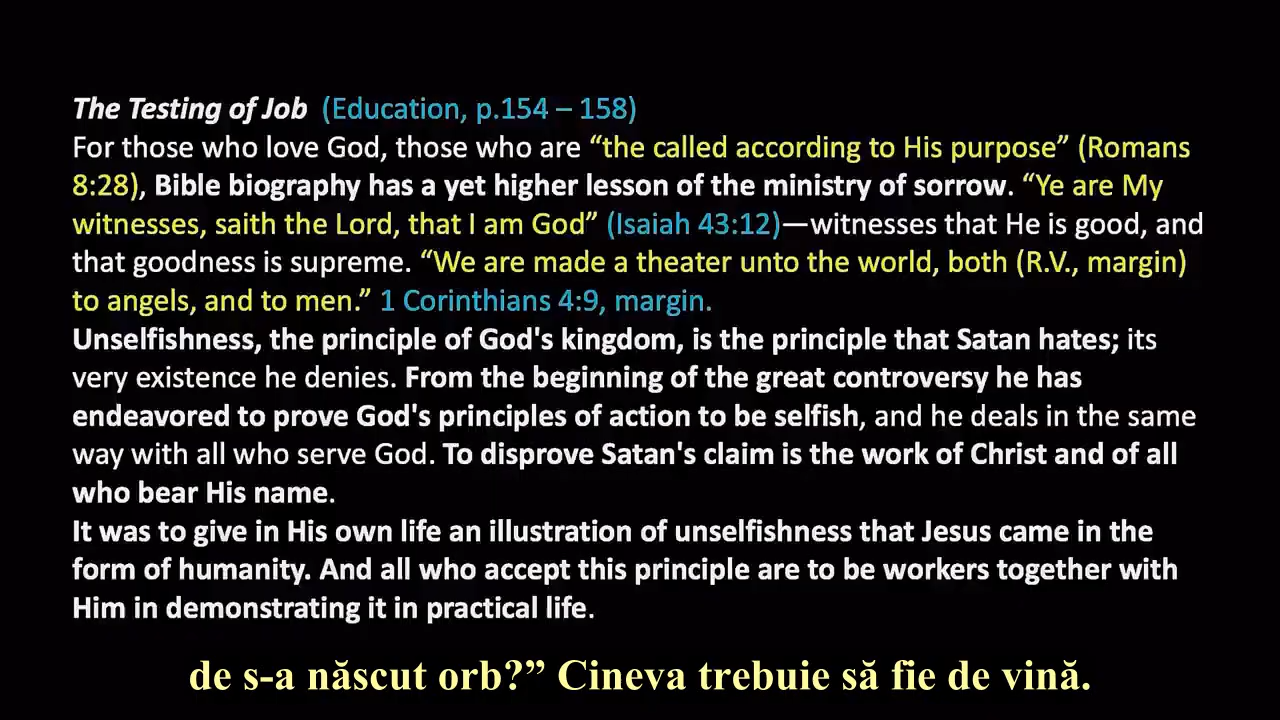 The Testing of Job (Education, p.154 – 158)
For those who love God, those who are “the called according to His purpose” (Romans
8:28), Bible biography has a yet higher lesson of the ministry of sorrow. “Ye are My
witnesses, saith the Lord, that I am God” (Isaiah 43:12)—witnesses that He is good, and
that goodness is supreme. “We are made a theater unto the world, both (R.V., margin)
to angels, and to men.” 1 Corinthians 4:9, margin.
Unselfishness, the principle of God's kingdom, is the principle that Satan hates; its
very existence he denies. From the beginning of the great controversy he has
endeavored to prove God's principles of action to be selfish, and he deals in the same
way with all who serve God. To disprove Satan's claim is the work of Christ and of all
who bear His name.
It was to give in His own life an illustration of unselfishness that Jesus came in the
form of humanity. And all who accept this principle are to be workers together with
Him in demonstrating it in practical life.
de s-a născut orb?” Cineva trebuie să fie de vină.